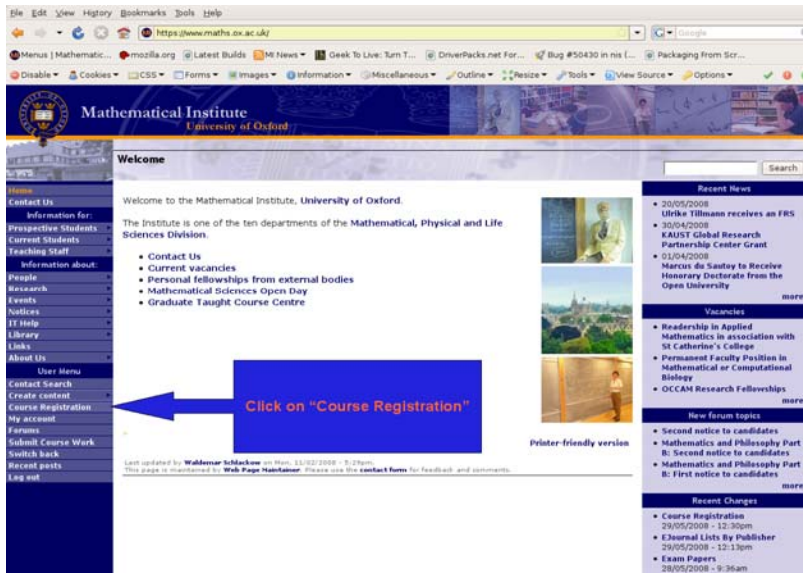 File Edit View History Bookmarks Tools Help
https://www.maths.ox.ac.uk/
Google
Menus | Mathematic... mozilla.org Latest Builds MI News Geek To Live: Turn T... DriverPacks.net For... Bug #50430 in nis (... Packaging From Scr...
Disable Cookies CSS Forms Images Information Miscellaneous Outline Resize Tools View Source Options
Mathematical Institute
University of Oxford
Welcome
Search
Home
Contact Us
Information for:
Prospective Students
Current Students
Teaching Staff
Information about:
People
Research
Events
Notices
IT Help
Library
Links
About Us
User Menu
Contact Search
Create content
Course Registration
My account
Forums
Submit Course Work
Switch back
Recent posts
Log out
Welcome to the Mathematical Institute, University of Oxford.
The Institute is one of the ten departments of the Mathematical, Physical and Life
Sciences Division.
• Contact Us
• Current vacancies
• Personal fellowships from external bodies
• Mathematical Sciences Open Day
• Graduate Taught Course Centre
Click on “Course Registration”
Printer-friendly version
Last updated by Waldemar Schlackow on Mon, 11/02/2008 - 5:29pm.
This page is maintained by Web Page Maintainer. Please use the contact form for feedback and comments.
Recent News
• 20/05/2008
Ulrike Tillmann receives an FRS
• 30/04/2008
KAUST Global Research
Partnership Center Grant
• 01/04/2008
Marcus du Sautoy to Receive
Honorary Doctorate from the
Open University
more
Vacancies
• Readership in Applied
Mathematics in association with
St Catherine's College
• Permanent Faculty Position in
Mathematical or Computational
Biology
• OCCAM Research Fellowships
more
New forum topics
• Second notice to candidates
• Mathematics and Philosophy Part
B: Second notice to candidates
• Mathematics and Philosophy Part
B: First notice to candidates
more
Recent Changes
• Course Registration
29/05/2008 - 12:30pm
• EJournal Lists By Publisher
29/05/2008 - 12:13pm
• Exam Papers
28/05/2008 - 9:36am